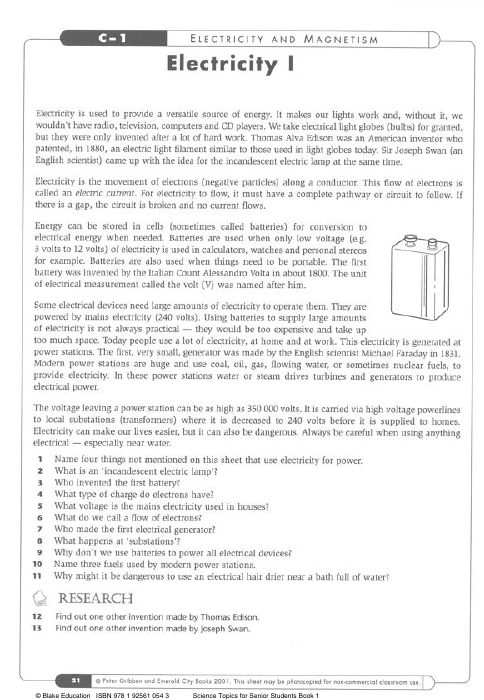 C–1
ELECTRICITY AND MAGNETISM
Electricity I
Electricity is used to provide a versatile source of energy. It makes our lights work and, without it, we
wouldn't have radio, television, computers and CD players. We take electrical light globes (bulbs) for granted,
but they were only invented after a lot of hard work. Thomas Alva Edison was an American inventor who
patented, in 1880, an electric light filament similar to those used in light globes today. Sir Joseph Swan (an
English scientist) came up with the idea for the incandescent electric lamp at the same time.
Electricity is the movement of electrons (negative particles) along a conductor. This flow of electrons is
called an electric current. For electricity to flow, it must have a complete pathway or circuit to follow. If
there is a gap, the circuit is broken and no current flows.
Energy can be stored in cells (sometimes called batteries) for conversion to
electrical energy when needed. Batteries are used when only low voltage (e.g.
3 volts to 12 volts) of electricity is used in calculators, watches and personal stereos
for example. Batteries are also used when things need to be portable. The first
battery was invented by the Italian Count Alessandro Volta in about 1800. The unit
of electrical measurement called the volt (V) was named after him.
Some electrical devices need large amounts of electricity to operate them. They are
powered by mains electricity (240 volts). Using batteries to supply large amounts
of electricity is not always practical — they would be too expensive and take up
too much space. Today people use a lot of electricity, at home and at work. This electricity is generated at
power stations. The first, very small, generator was made by the English scientist Michael Faraday in 1831.
Modern power stations are huge and use coal, oil, gas, flowing water, or sometimes nuclear fuels, to
provide electricity. In these power stations water or steam drives turbines and generators to produce
electrical power.
The voltage leaving a power station can be as high as 350 000 volts. It is carried via high voltage powerlines
to local substations (transformers) where it is decreased to 240 volts before it is supplied to homes.
Electricity can make our lives easier, but it can also be dangerous. Always be careful when using anything
electrical — especially near water.
1 Name four things not mentioned on this sheet that use electricity for power.
2 What is an 'incandescent electric lamp'?
3 Who invented the first battery?
4 What type of charge do electrons have?
5 What voltage is the mains electricity used in houses?
6 What do we call a flow of electrons?
7 Who made the first electrical generator?
8 What happens at 'substations'?
9 Why don't we use batteries to power all electrical devices?
10 Name three fuels used by modern power stations.
11 Why might it be dangerous to use an electrical hair drier near a bath full of water?
RESEARCH
12 Find out one other invention made by Thomas Edison.
13 Find out one other invention made by Joseph Swan.
21 © Peter Gribben and Emerald City Books 2001. This sheet may be photocopied for non-commercial classroom use.
© Blake Education ISBN 978 1 92561 054 3 Science Topics for Senior Students Book 1